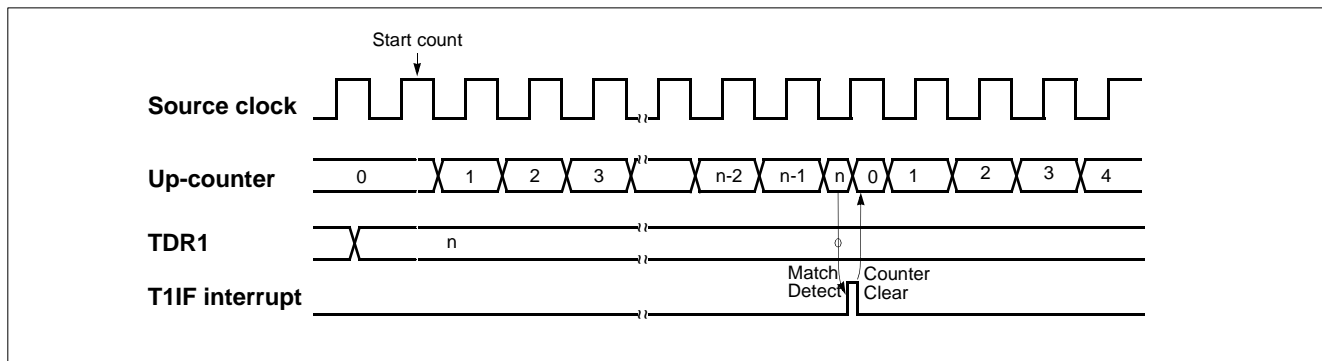 Start count
Source clock
Up-counter
0 1 2 3 n-2 n-1 n 0 1 2 3 4
TDR1
n
Match Detect
Counter Clear
T1IF interrupt